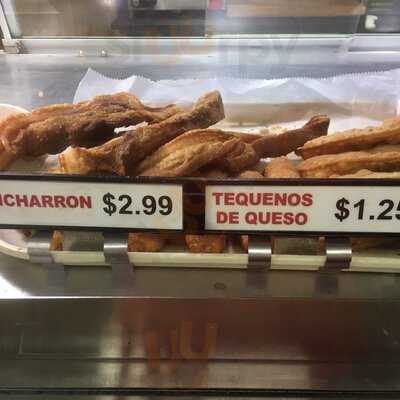 ICHARRON $2.99
TEQUENOS
DE QUESO $1.25